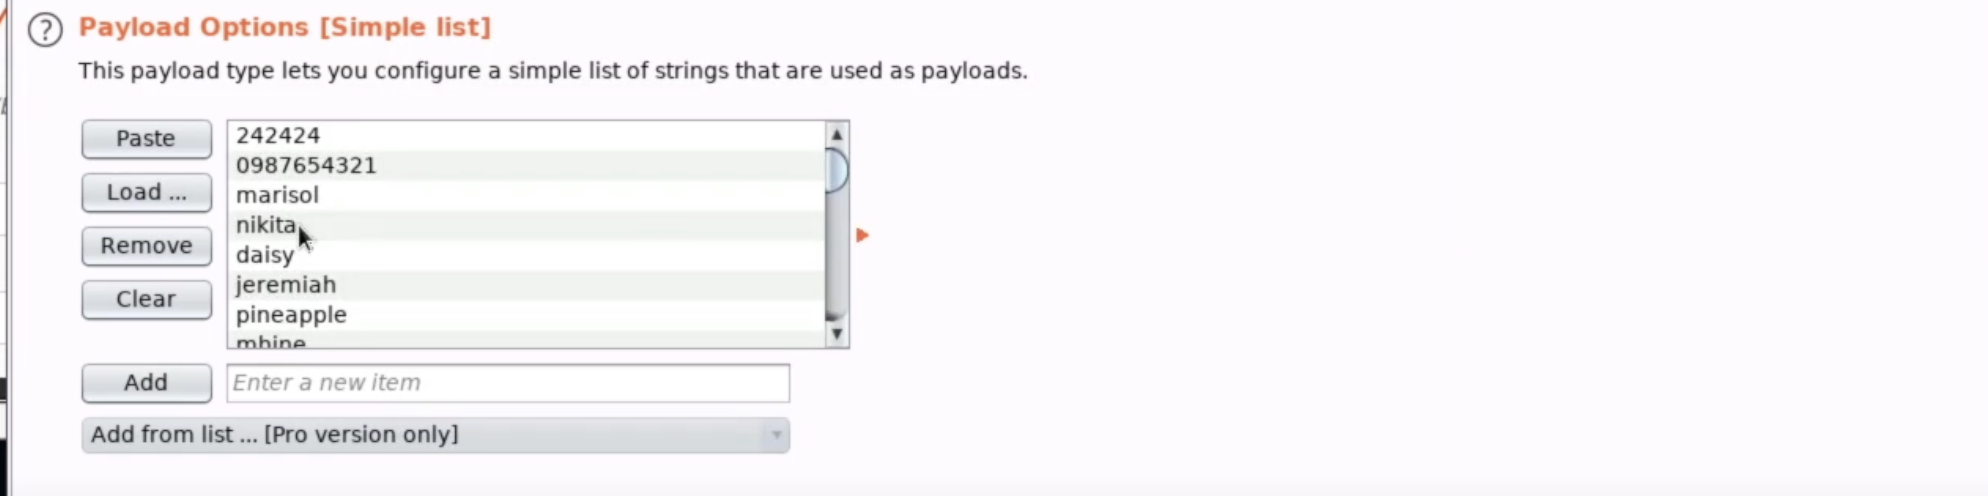 Payload Options [Simple list]
This payload type lets you configure a simple list of strings that are used as payloads.
Paste
Load ...
Remove
Clear
242424
0987654321
marisol
nikita
daisy
jeremiah
pineapple
mhine
Add
Enter a new item
Add from list ... [Pro version only]